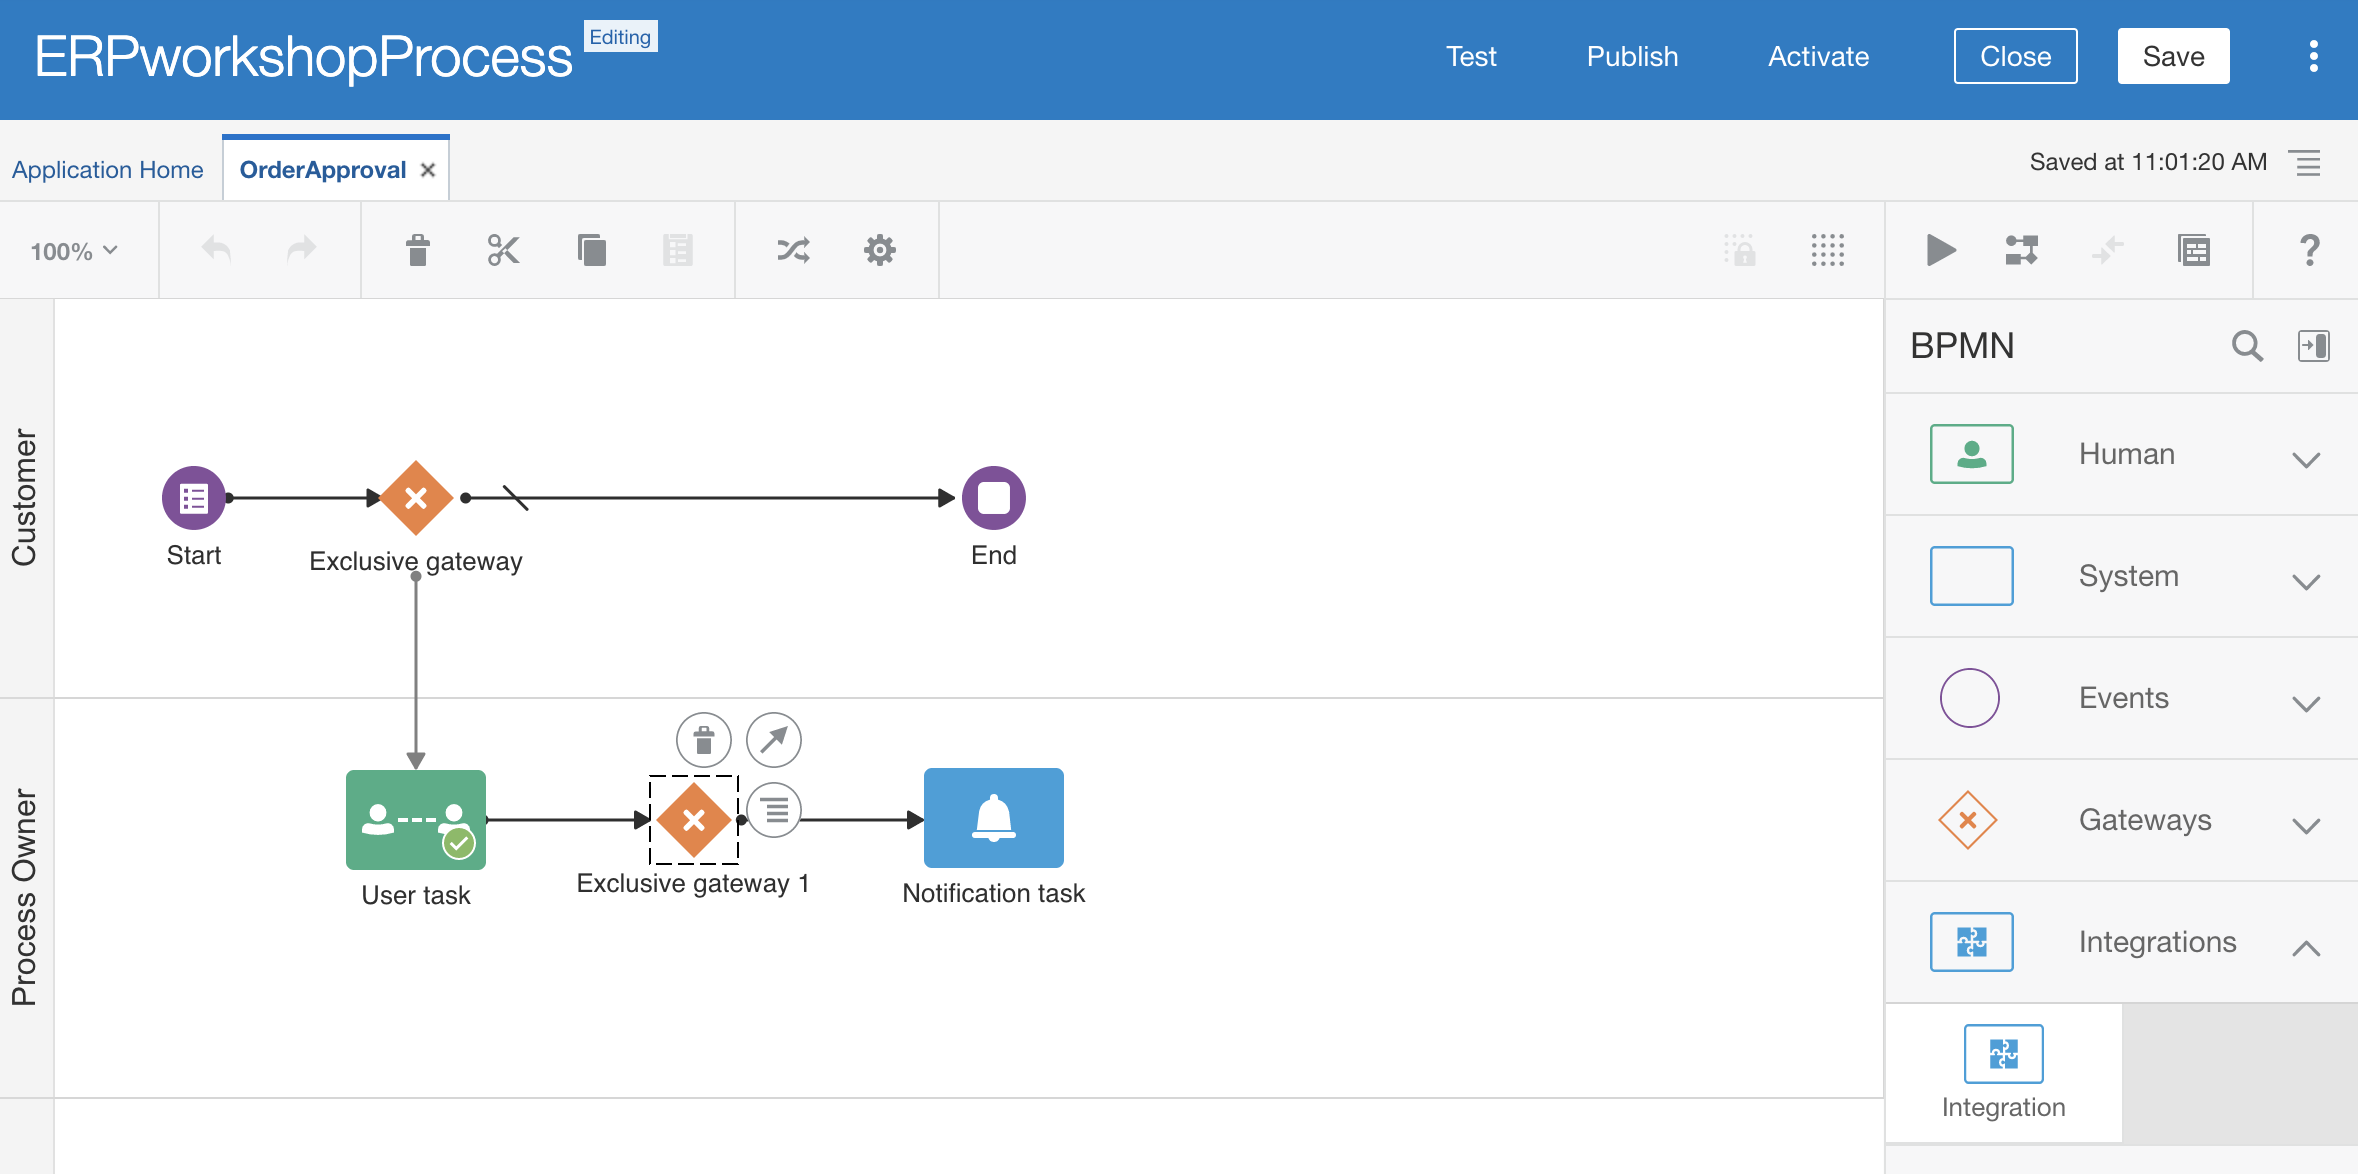 ERPworkshopProcess
Editing
Test
Publish
Activate
Close
Save
Application Home
OrderApproval
Saved at 11:01:20 AM
100%
?
BPMN
Customer
Start
Exclusive gateway
End
Process Owner
User task
Exclusive gateway 1
Notification task
Human
System
Events
Gateways
Integrations
Integration